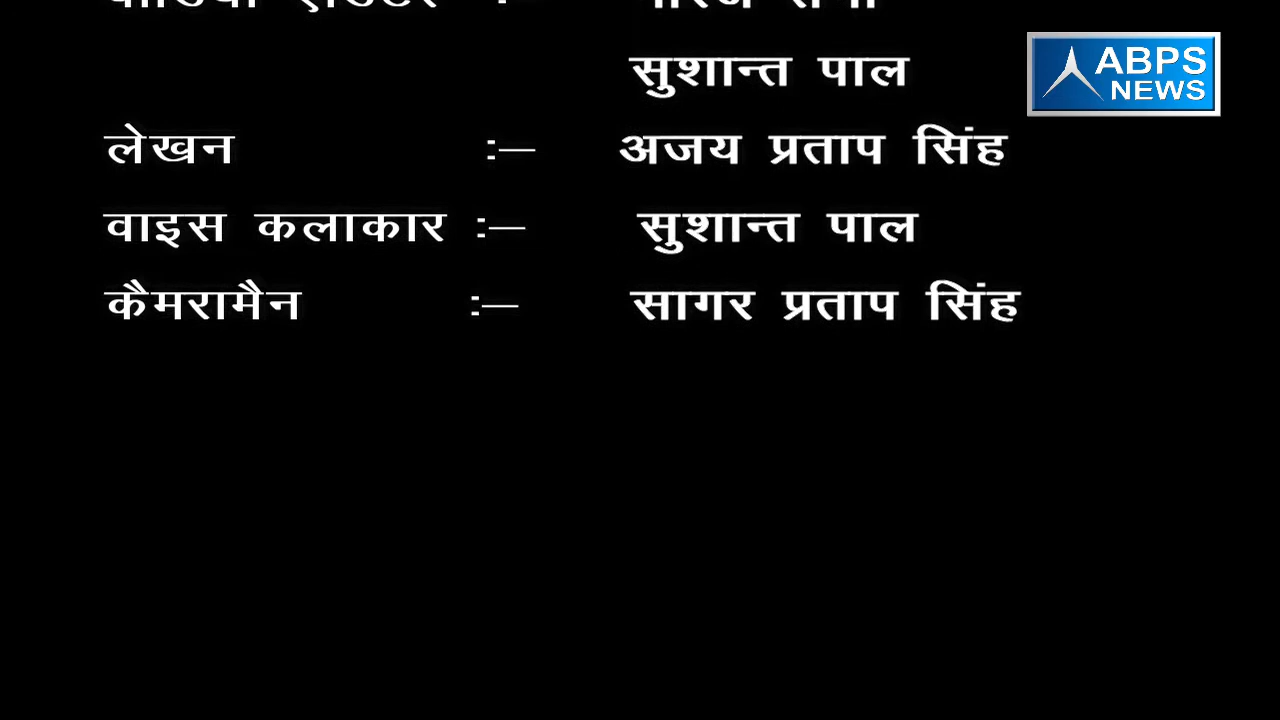 सुशान्त पाल
ABPS
NEWS
लेखन :— अजय प्रताप सिंह
वाइस कलाकार :— सुशान्त पाल
कैमरामैन :— सागर प्रताप सिंह